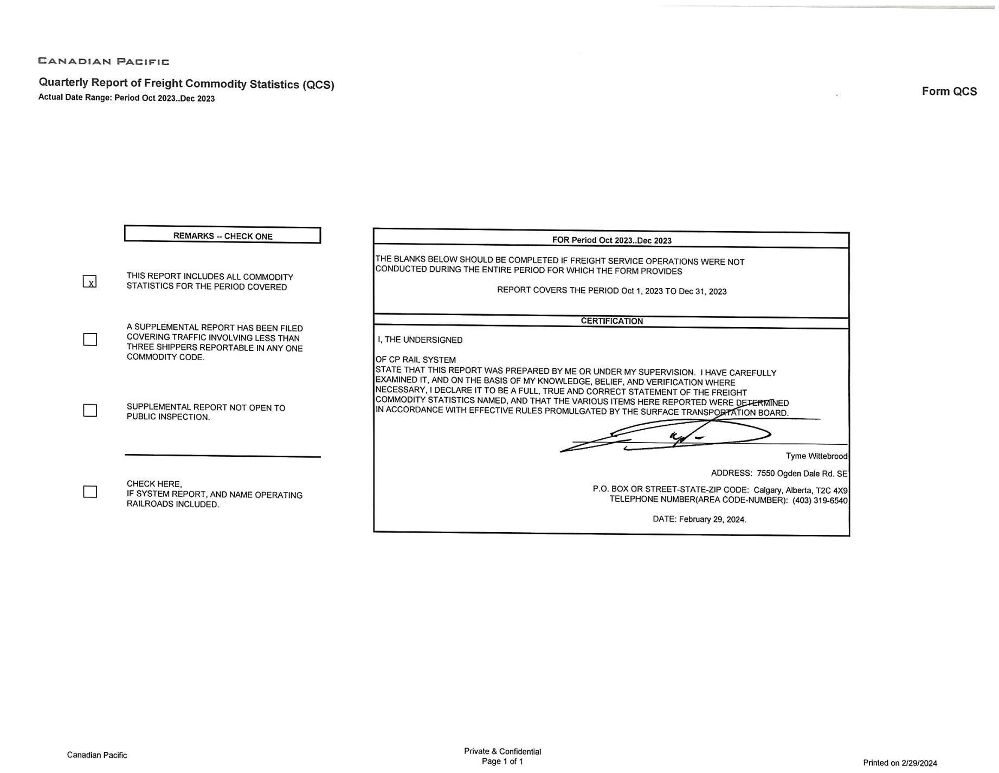 CANADIAN PACIFIC
Quarterly Report of Freight Commodity Statistics (QCS)
Actual Date Range: Period Oct 2023..Dec 2023
Form QCS
REMARKS -- CHECK ONE
x
THIS REPORT INCLUDES ALL COMMODITY
STATISTICS FOR THE PERIOD COVERED
A SUPPLEMENTAL REPORT HAS BEEN FILED
COVERING TRAFFIC INVOLVING LESS THAN
THREE SHIPPERS REPORTABLE IN ANY ONE
COMMODITY CODE.
SUPPLEMENTAL REPORT NOT OPEN TO
PUBLIC INSPECTION.
CHECK HERE,
IF SYSTEM REPORT, AND NAME OPERATING
RAILROADS INCLUDED.
FOR Period Oct 2023..Dec 2023
THE BLANKS BELOW SHOULD BE COMPLETED IF FREIGHT SERVICE OPERATIONS WERE NOT
CONDUCTED DURING THE ENTIRE PERIOD FOR WHICH THE FORM PROVIDES
REPORT COVERS THE PERIOD Oct 1, 2023 TO Dec 31, 2023
CERTIFICATION
I, THE UNDERSIGNED
OF CP RAIL SYSTEM
STATE THAT THIS REPORT WAS PREPARED BY ME OR UNDER MY SUPERVISION. I HAVE CAREFULLY
EXAMINED IT, AND ON THE BASIS OF MY KNOWLEDGE, BELIEF, AND VERIFICATION WHERE
NECESSARY, I DECLARE IT TO BE A FULL, TRUE AND CORRECT STATEMENT OF THE FREIGHT
COMMODITY STATISTICS NAMED, AND THAT THE VARIOUS ITEMS HERE REPORTED WERE DETERMINED
IN ACCORDANCE WITH EFFECTIVE RULES PROMULGATED BY THE SURFACE TRANSPORTATION BOARD.
Tyme Wittebrood
ADDRESS: 7550 Ogden Dale Rd. SE
P.O. BOX OR STREET-STATE-ZIP CODE: Calgary, Alberta, T2C 4X9
TELEPHONE NUMBER(AREA CODE-NUMBER): (403) 319-6540
DATE: February 29, 2024.
Canadian Pacific
Private & Confidential
Page 1 of 1
Printed on 2/29/2024